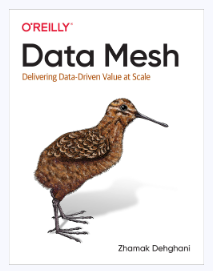 O'REILLY®
Data Mesh
Delivering Data-Driven Value at Scale
Zhamak Dehghani